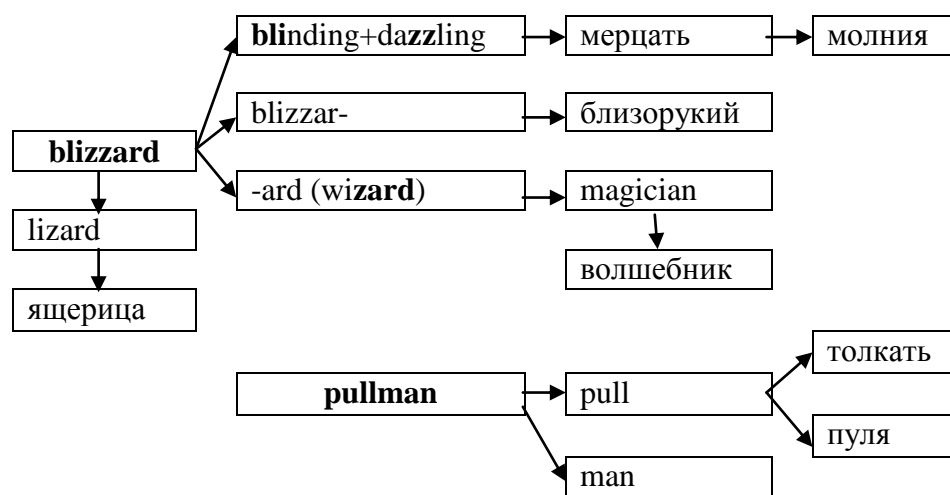 blinding+dazzling
мерцать
молния
blizzar-
близорукий
blizzard
-ard (wizard)
magician
lizard
волшебник
ящерица
толкать
pullman
pull
пуля
man